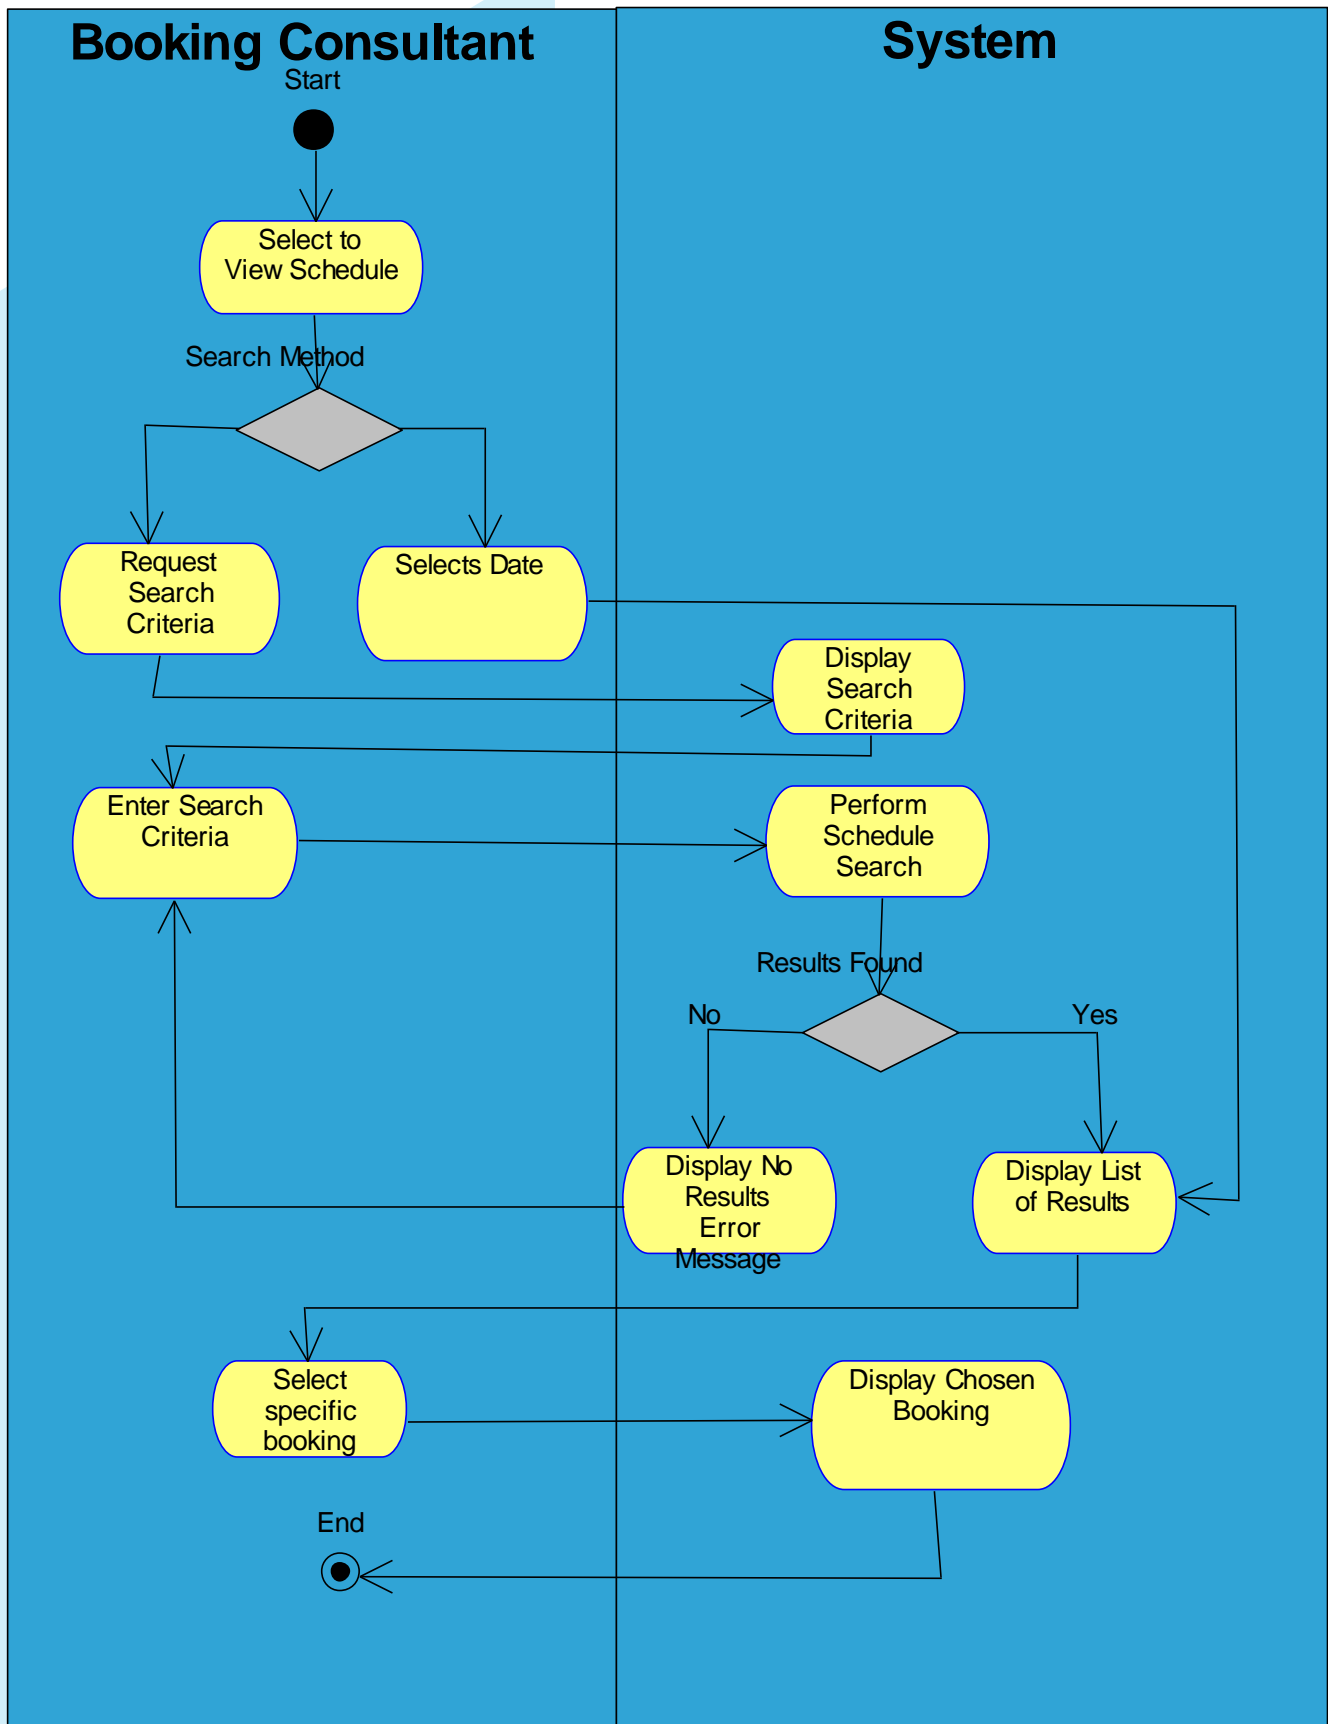 Booking Consultant
System
Start
Select to
View Schedule
Search Method
Request
Search
Criteria
Selects Date
Display
Search
Criteria
Enter Search
Criteria
Perform
Schedule
Search
Results Found
No
Yes
Display No
Results
Error
Message
Display List
of Results
Select
specific
booking
Display Chosen
Booking
End